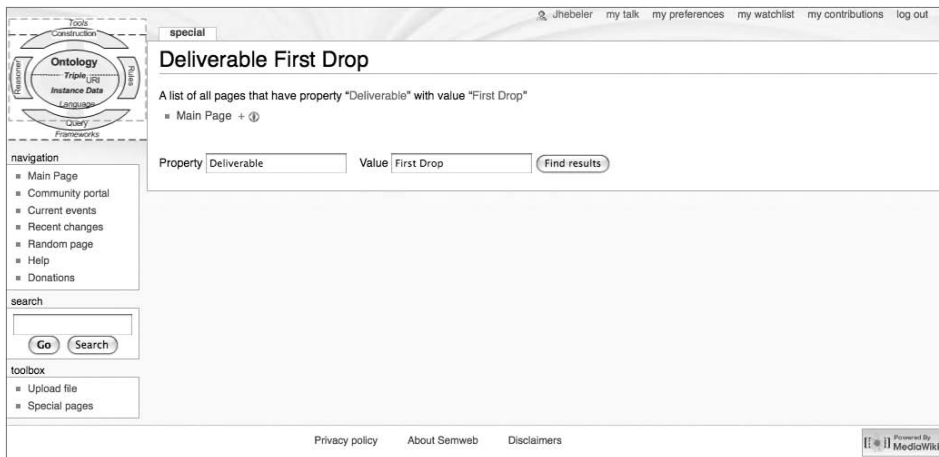 Jhebeler my talk my preferences my watchlist my contributions log out
Tools
Construction
Ontology
Triple URI
Instance Data
Language
Query
Frameworks
Reasoner
Rules
special
Deliverable First Drop
A list of all pages that have property “Deliverable” with value “First Drop”
Main Page +
Property Deliverable Value First Drop Find results
navigation
Main Page
Community portal
Current events
Recent changes
Random page
Help
Donations
search
Go Search
toolbox
Upload file
Special pages
Privacy policy About Semweb Disclaimers
Powered By
MediaWiki